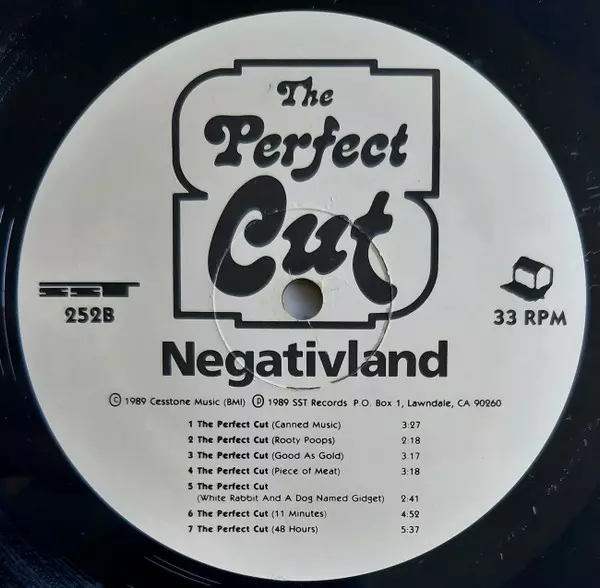 The
Perfect
Cut
SST
252B
33 RPM
Negativland
Ⓒ 1989 Cesstone Music (BMI) Ⓟ 1989 SST Records P.O. Box 1, Lawndale, CA 90260
1 The Perfect Cut (Canned Music) 3:27
2 The Perfect Cut (Rooty Poops) 2:18
3 The Perfect Cut (Good As Gold) 3:17
4 The Perfect Cut (Piece of Meat) 3:18
5 The Perfect Cut
(White Rabbit And A Dog Named Gidget) 2:41
6 The Perfect Cut (11 Minutes) 4:52
7 The Perfect Cut (48 Hours) 5:37